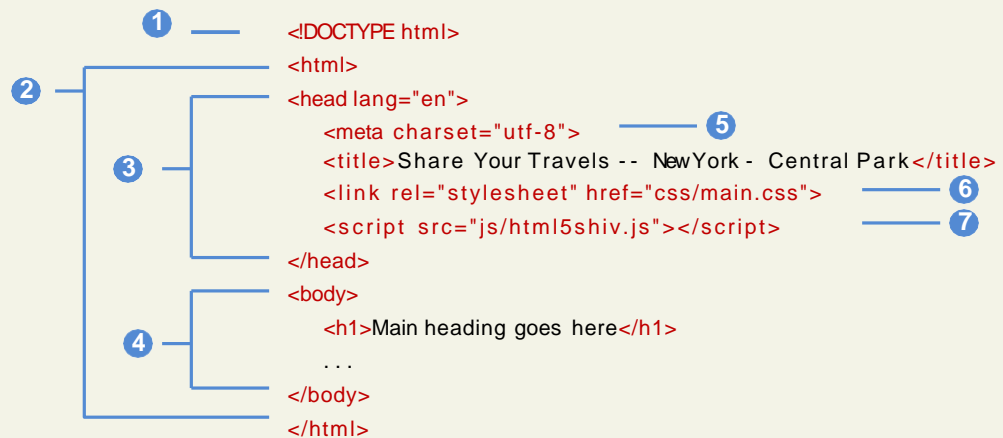 1 <!DOCTYPE html>
2 <html>
<head lang="en">
<meta charset="utf-8"> 5
3 <title>Share Your Travels -- NewYork - Central Park</title>
<link rel="stylesheet" href="css/main.css"> 6
<script src="js/html5shiv.js"></script> 7
</head>
<body>
4 <h1>Main heading goes here</h1>
...
</body>
</html>